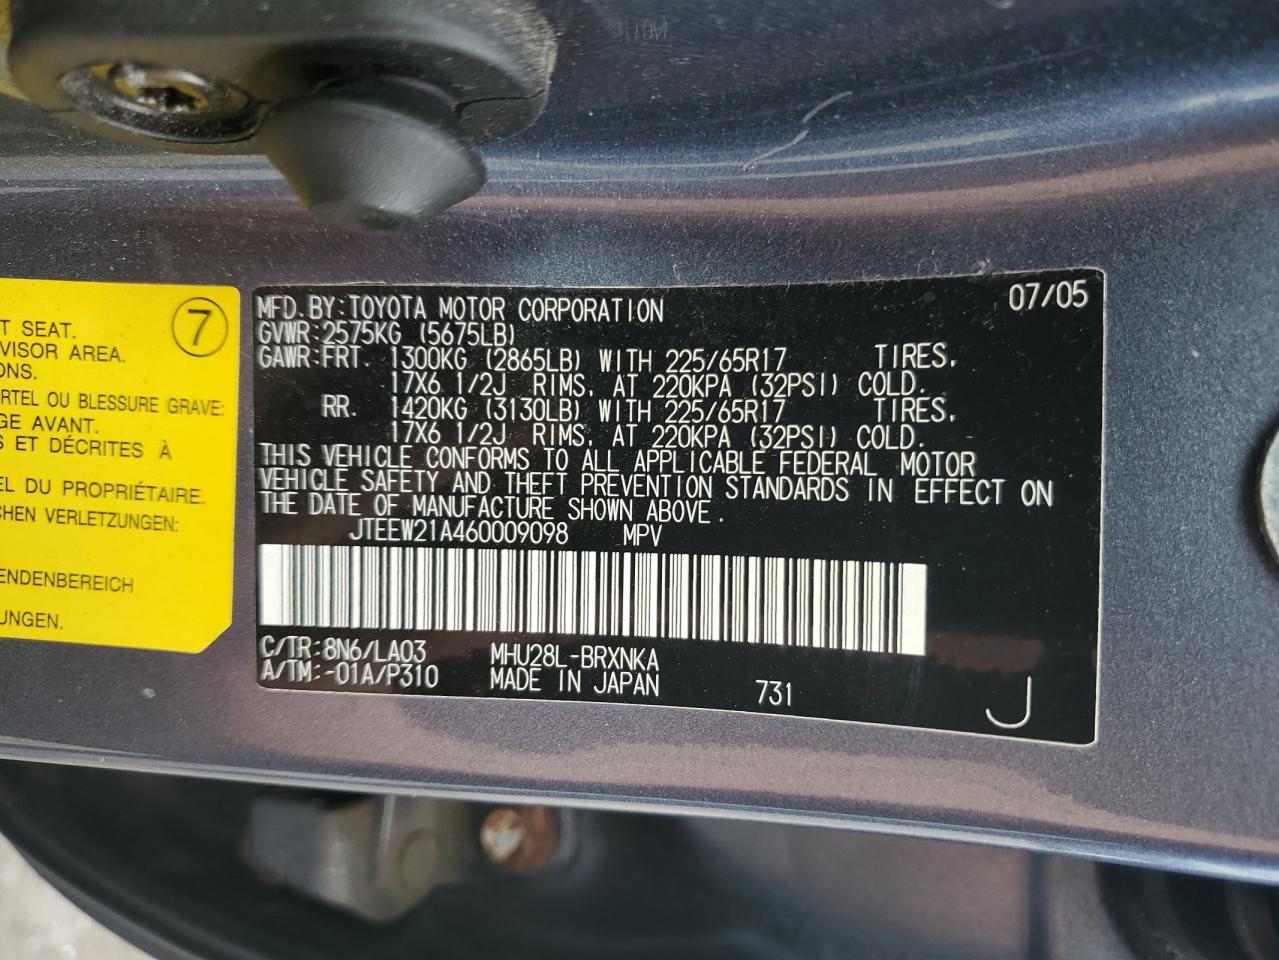 7
T SEAT.
VISOR AREA.
ONS.
ORTEL OU BLESSURE GRAVE:
GE AVANT.
S ET DÉCRITES À
EL DU PROPRIÉTAIRE.
CHEN VERLETZUNGEN:
ENDENBEREICH
UNGEN.
07/05
MFD.BY:TOYOTA MOTOR CORPORATION
GVWR:2575KG (5675LB)
GAWR:FRT. 1300KG (2865LB) WITH 225/65R17 TIRES,
17X6 1/2J RIMS, AT 220KPA (32PSI) COLD.
RR. 1420KG (3130LB) WITH 225/65R17 TIRES,
17X6 1/2J RIMS, AT 220KPA (32PSI) COLD.
THIS VEHICLE CONFORMS TO ALL APPLICABLE FEDERAL MOTOR
VEHICLE SAFETY AND THEFT PREVENTION STANDARDS IN EFFECT ON
THE DATE OF MANUFACTURE SHOWN ABOVE.
JTEEW21A460009098 MPV
C/TR:8N6/LA03 MHU28L-BRXNKA
A/TM:-01A/P310 MADE IN JAPAN 731
J